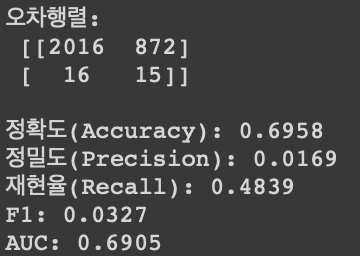 오차행렬:
[[2016  872]
[  16   15]]
정확도(Accuracy): 0.6958
정밀도(Precision): 0.0169
재현율(Recall): 0.4839
F1: 0.0327
AUC: 0.6905